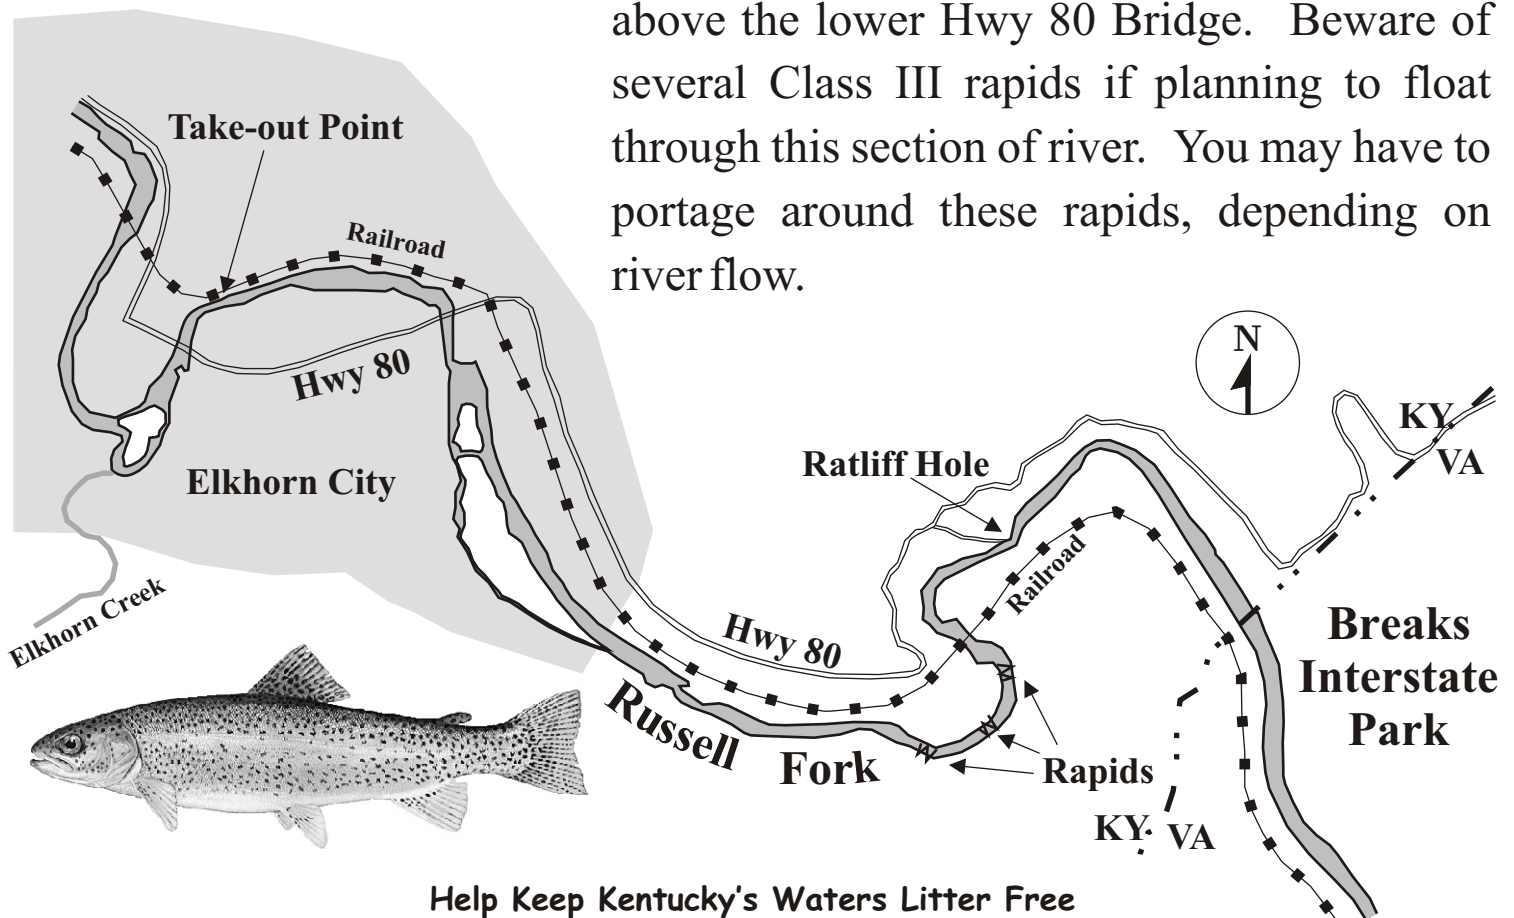 above the lower Hwy 80 Bridge. Beware of
several Class III rapids if planning to float
through this section of river. You may have to
portage around these rapids, depending on
river flow.
Take-out Point
Railroad
Hwy 80
Elkhorn City
Elkhorn Creek
N
KY
VA
Ratliff Hole
Railroad
Breaks
Interstate
Park
Hwy 80
Russell
Fork
Rapids
KY
VA
Help Keep Kentucky's Waters Litter Free